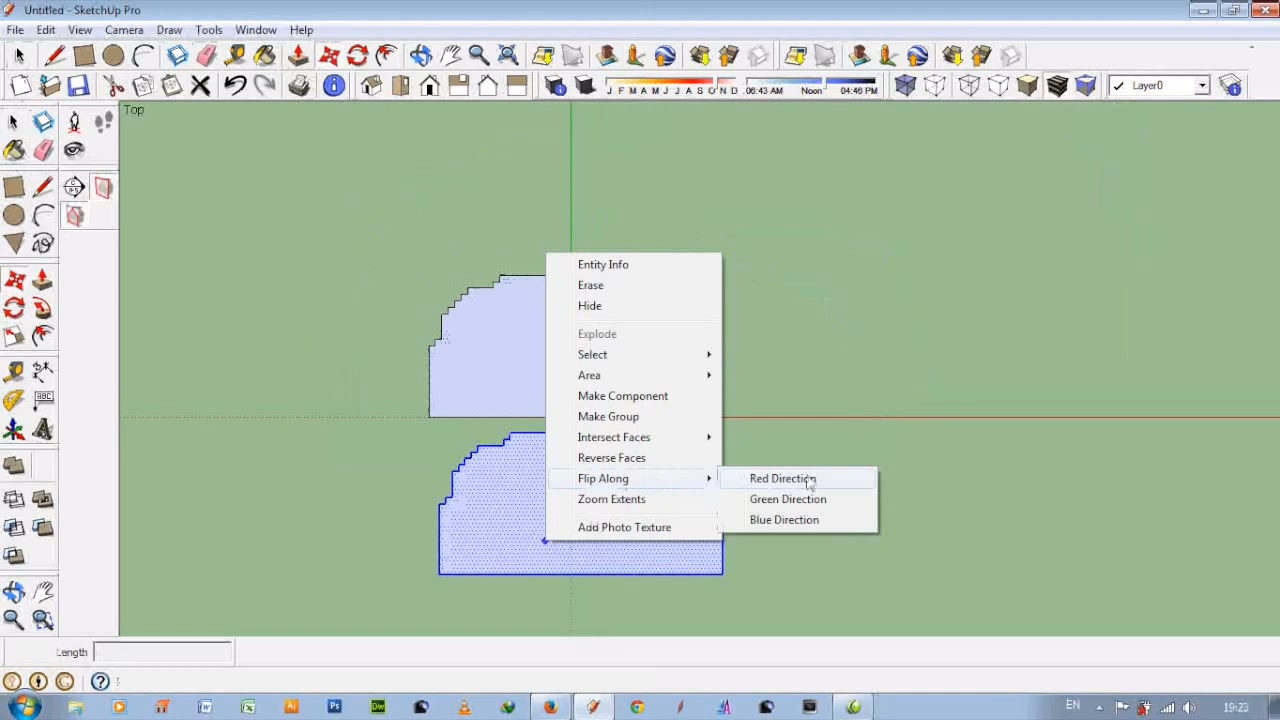 Untitled - SketchUp Pro
File Edit View Camera Draw Tools Window Help
J F M A M J J A S O N D 06:43 AM Noon 04:46 PM Layer0
Top
Entity Info
Erase
Hide
Explode
Select
Area
Make Component
Make Group
Intersect Faces
Reverse Faces
Flip Along Red Direction
Zoom Extents Green Direction
Blue Direction
Add Photo Texture
Length
EN 19:23